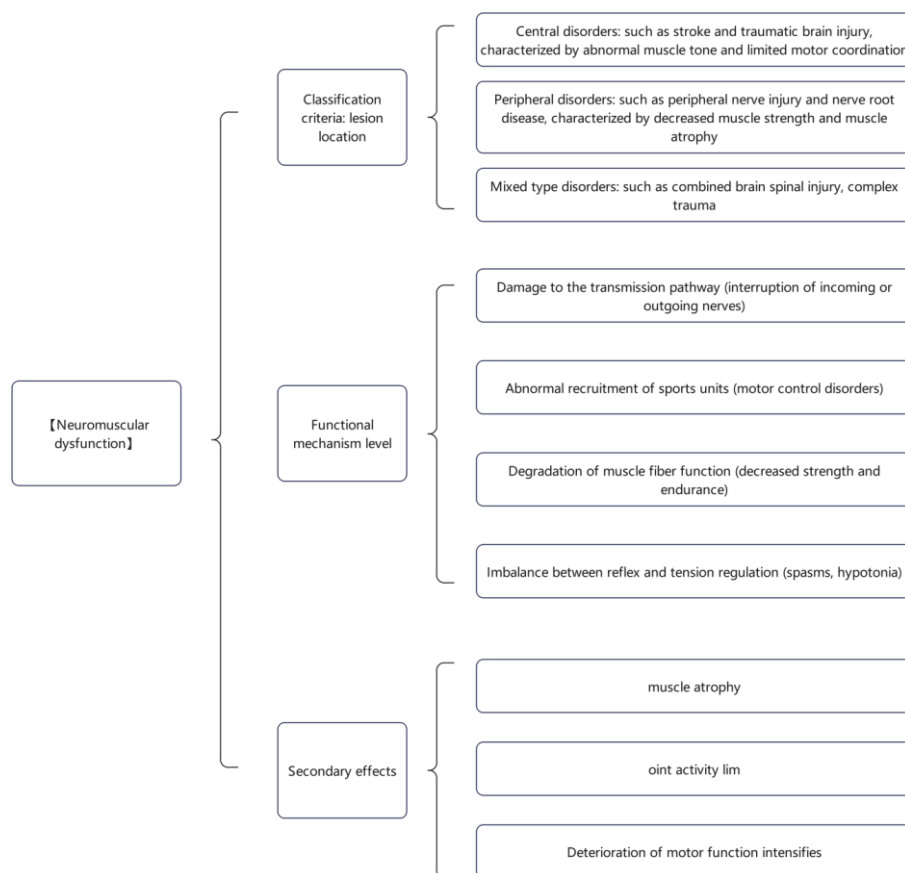 Central disorders: such as stroke and traumatic brain injury,
characterized by abnormal muscle tone and limited motor coordination
Classification
criteria: lesion
location
Peripheral disorders: such as peripheral nerve injury and nerve root
disease, characterized by decreased muscle strength and muscle
atrophy
Mixed type disorders: such as combined brain spinal injury, complex
trauma
【Neuromuscular
dysfunction】
Functional
mechanism level
Damage to the transmission pathway (interruption of incoming or
outgoing nerves)
Abnormal recruitment of sports units (motor control disorders)
Degradation of muscle fiber function (decreased strength and
endurance)
Imbalance between reflex and tension regulation (spasms, hypotonia)
Secondary effects
muscle atrophy
oint activity lim
Deterioration of motor function intensifies